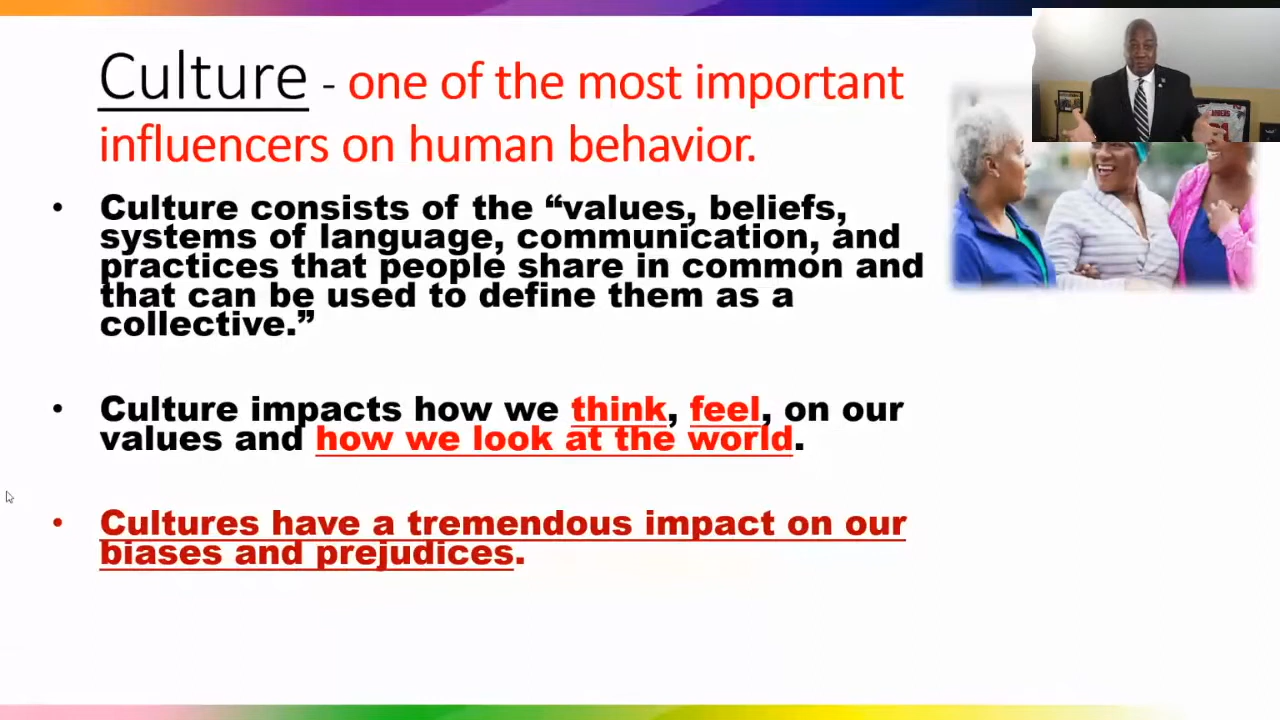 Culture - one of the most important
influencers on human behavior.
• Culture consists of the “values, beliefs,
systems of language, communication, and
practices that people share in common and
that can be used to define them as a
collective.”
• Culture impacts how we think, feel, on our
values and how we look at the world.
• Cultures have a tremendous impact on our
biases and prejudices.